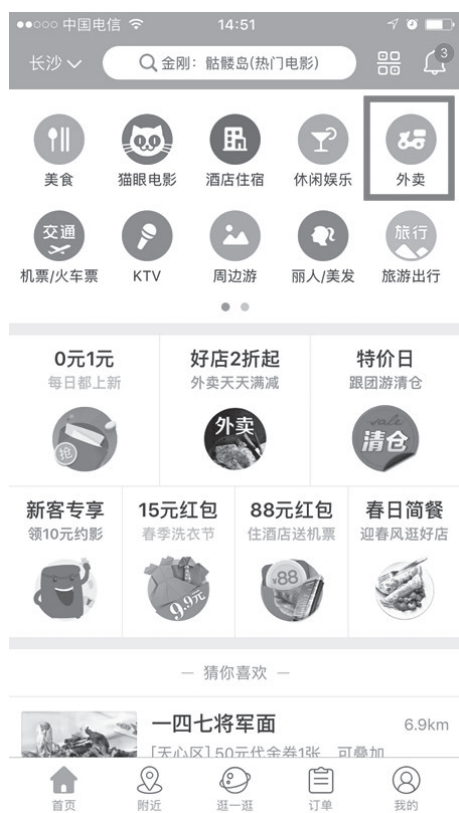 中国电信 14:51
长沙 金刚：骷髅岛(热门电影) 3
美食 猫眼电影 酒店住宿 休闲娱乐 外卖
交通 旅行
机票/火车票 KTV 周边游 丽人/美发 旅游出行
0元1元 好店2折起 特价日
每日都上新 外卖天天满减 跟团游清仓
抢 外卖 sale 清仓
新客专享 15元红包 88元红包 春日简餐
领10元约影 春季洗衣节 住酒店送机票 迎春风逛好店
9.9元 ¥88
— 猜你喜欢 —
一四七将军面 6.9km
[天心区]50元代金券1张，可叠加
首页 附近 逛一逛 订单 我的